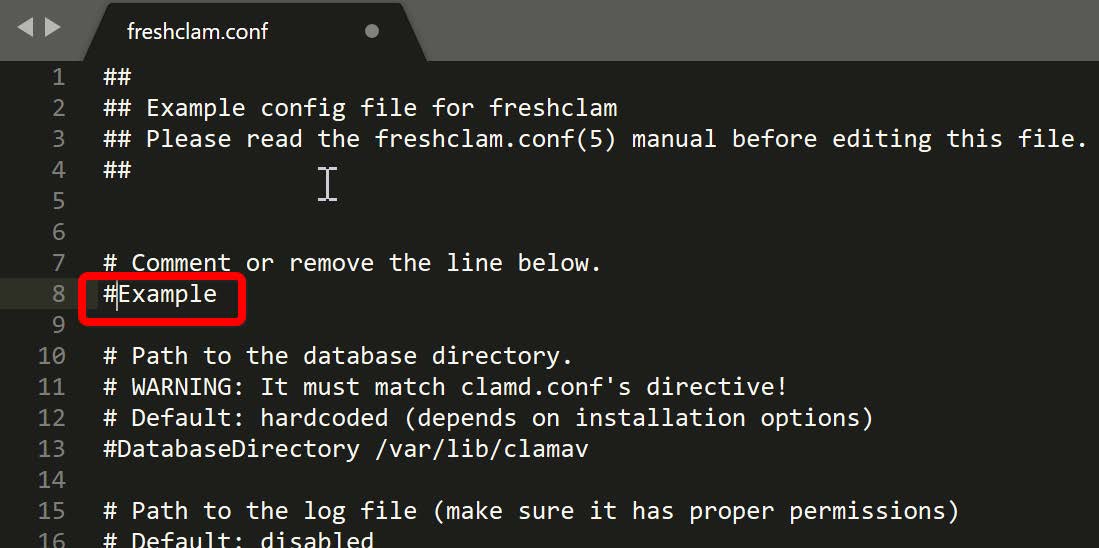 freshclam.conf
1 ##
2 ## Example config file for freshclam
3 ## Please read the freshclam.conf(5) manual before editing this file.
4 ##
5
6
7 # Comment or remove the line below.
8 #Example
9
10 # Path to the database directory.
11 # WARNING: It must match clamd.conf's directive!
12 # Default: hardcoded (depends on installation options)
13 #DatabaseDirectory /var/lib/clamav
14
15 # Path to the log file (make sure it has proper permissions)
16 # Default: disabled